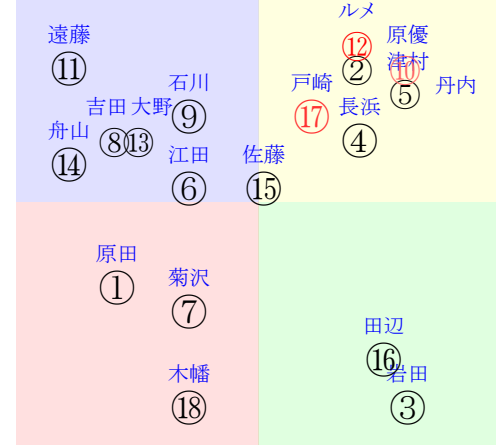 ルメ
⑫
②
遠藤
⑪
原優
津村
⑩
⑤
丹内
石川
⑨
戸崎
⑰
長浜
④
吉田
⑧
大野
⑬
舟山
⑭
江田
⑥
佐藤
⑮
原田
①
菊沢
⑦
田辺
⑯
木幡
⑱
岩田
③